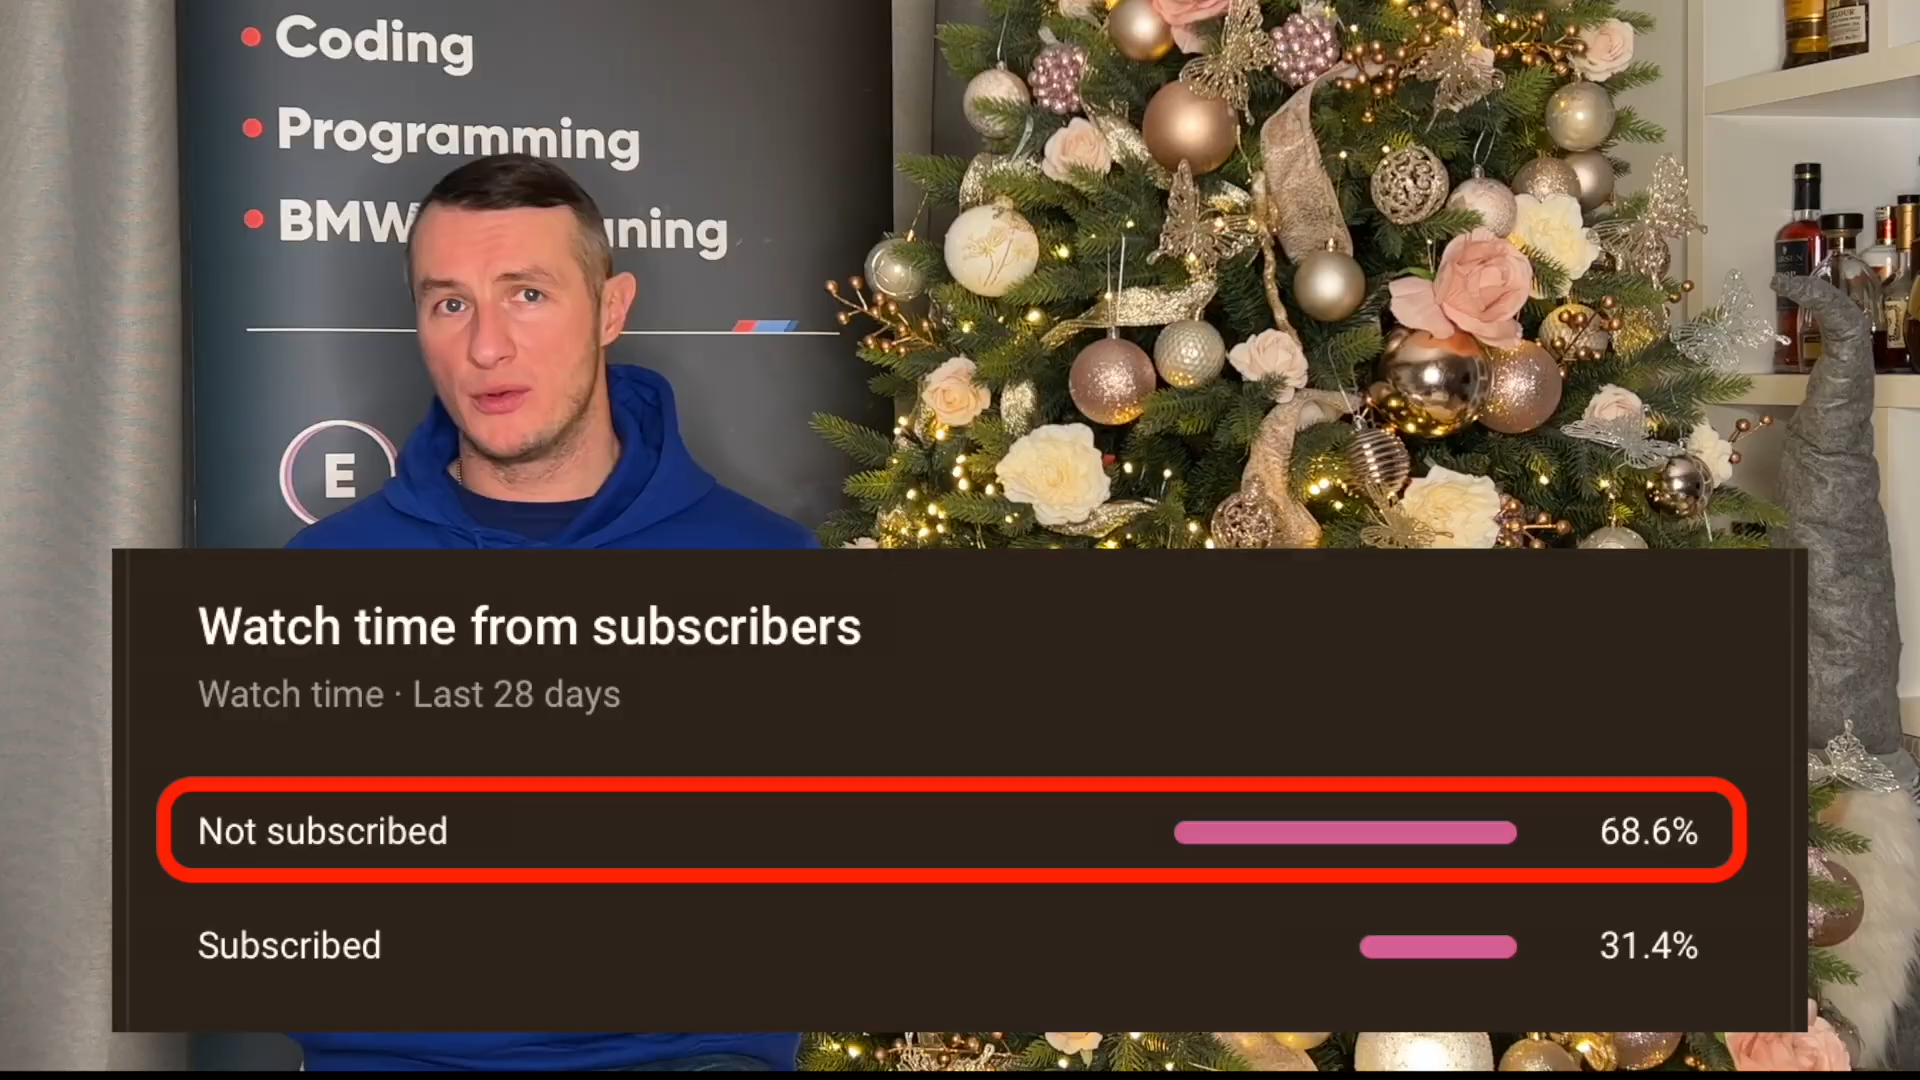 Coding
Programming
BMW
E
Watch time from subscribers
Watch time · Last 28 days
Not subscribed
68.6%
Subscribed
31.4%